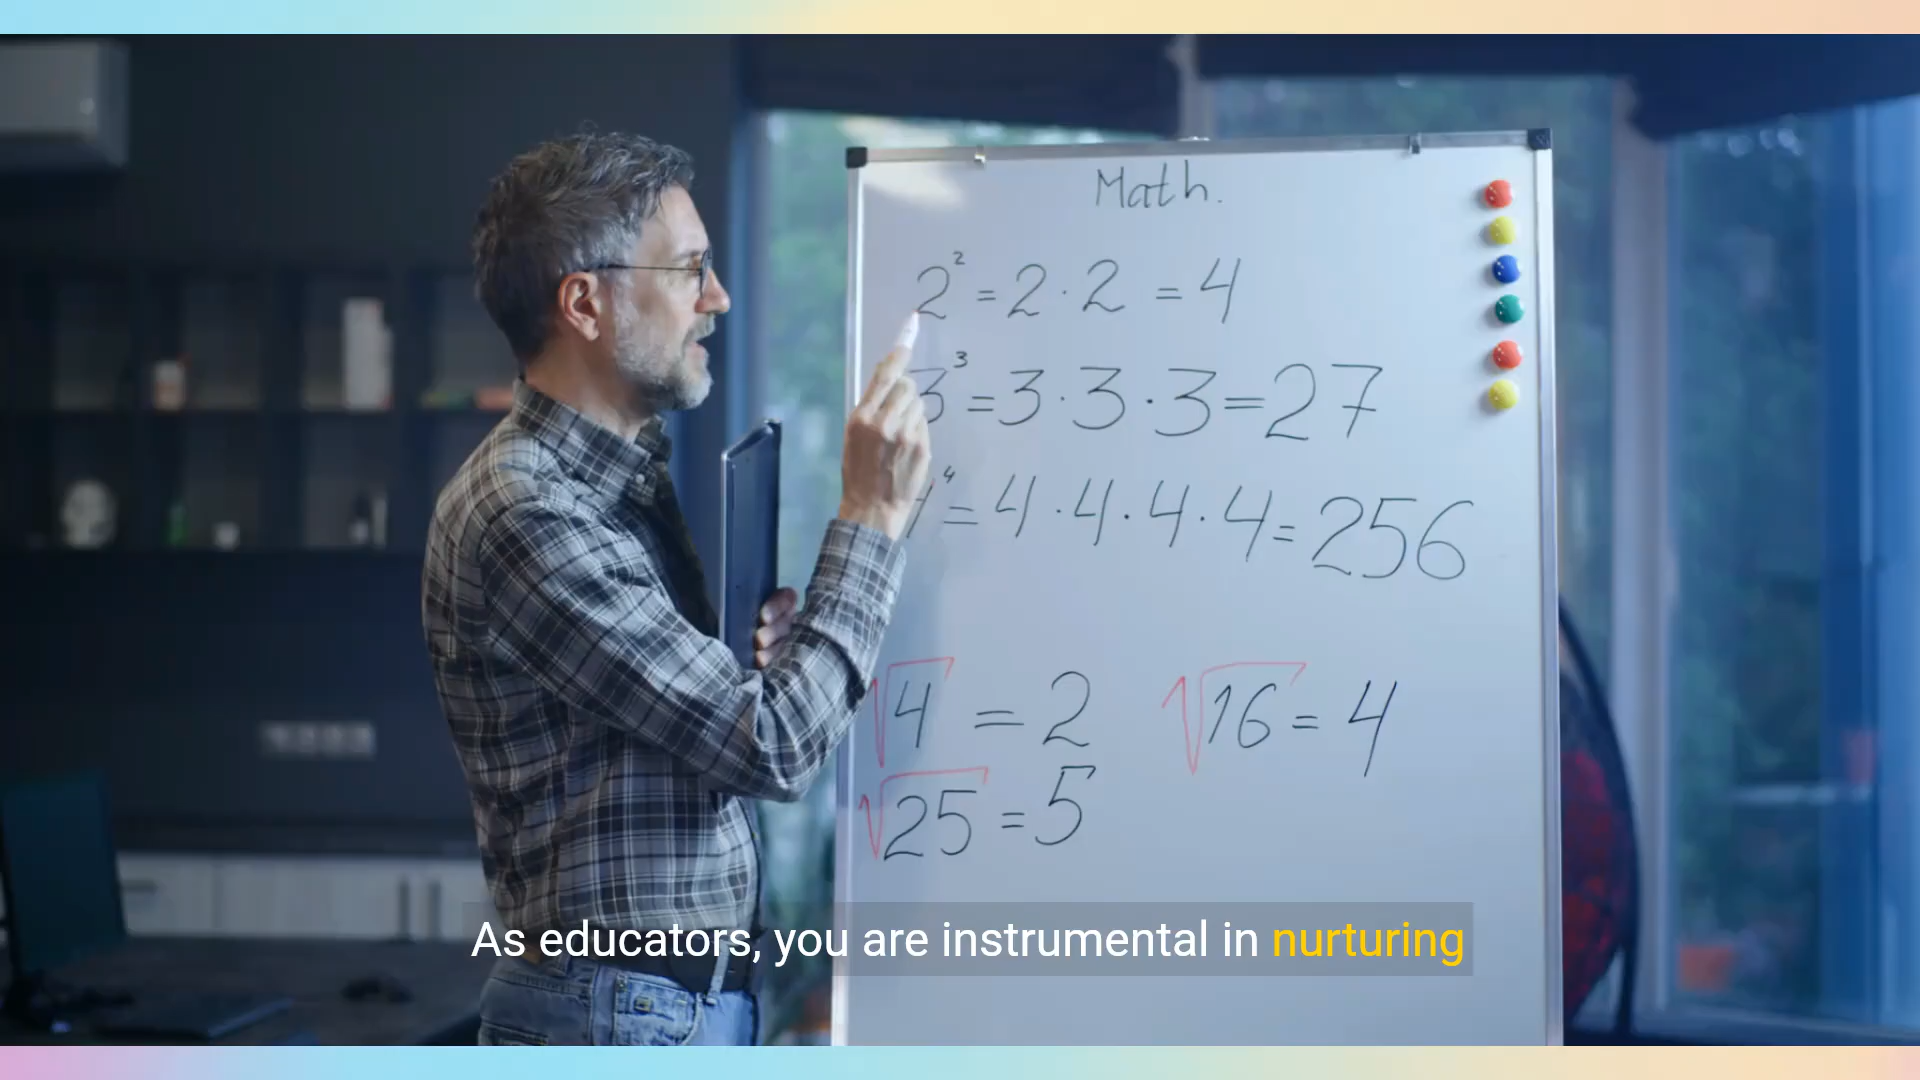 Math.
2² = 2 · 2 = 4
3³ = 3 · 3 · 3 = 27
4⁴ = 4 · 4 · 4 · 4 = 256
√4 = 2 √16 = 4
√25 = 5
As educators, you are instrumental in nurturing